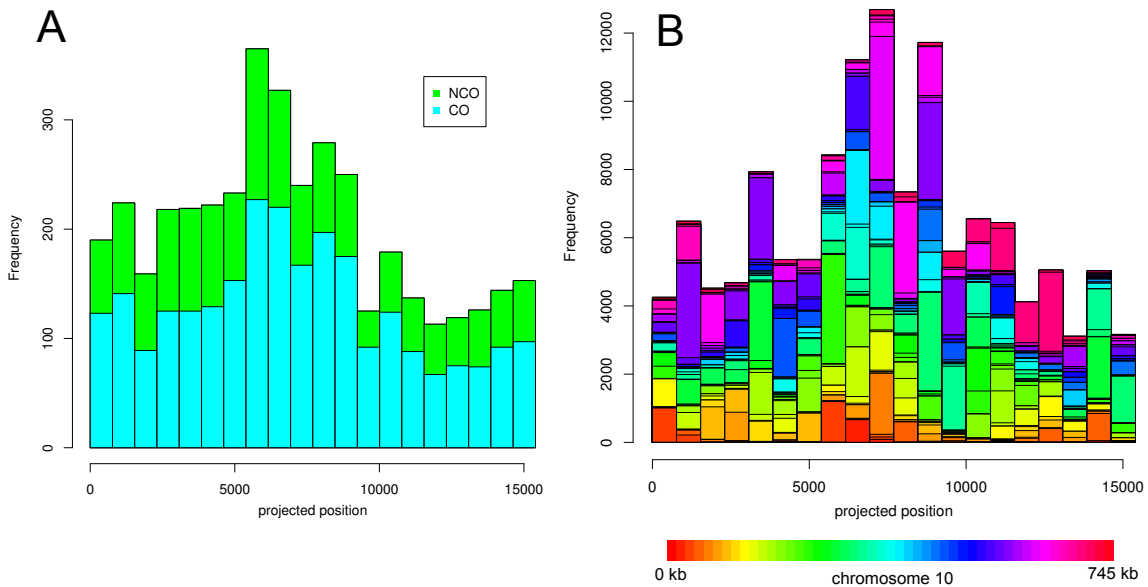 A
Frequency
0
100
200
300
NCO
CO
0
5000
10000
15000
projected position
B
Frequency
0
2000
4000
6000
8000
10000
12000
0
5000
10000
15000
projected position
0 kb
chromosome 10
745 kb